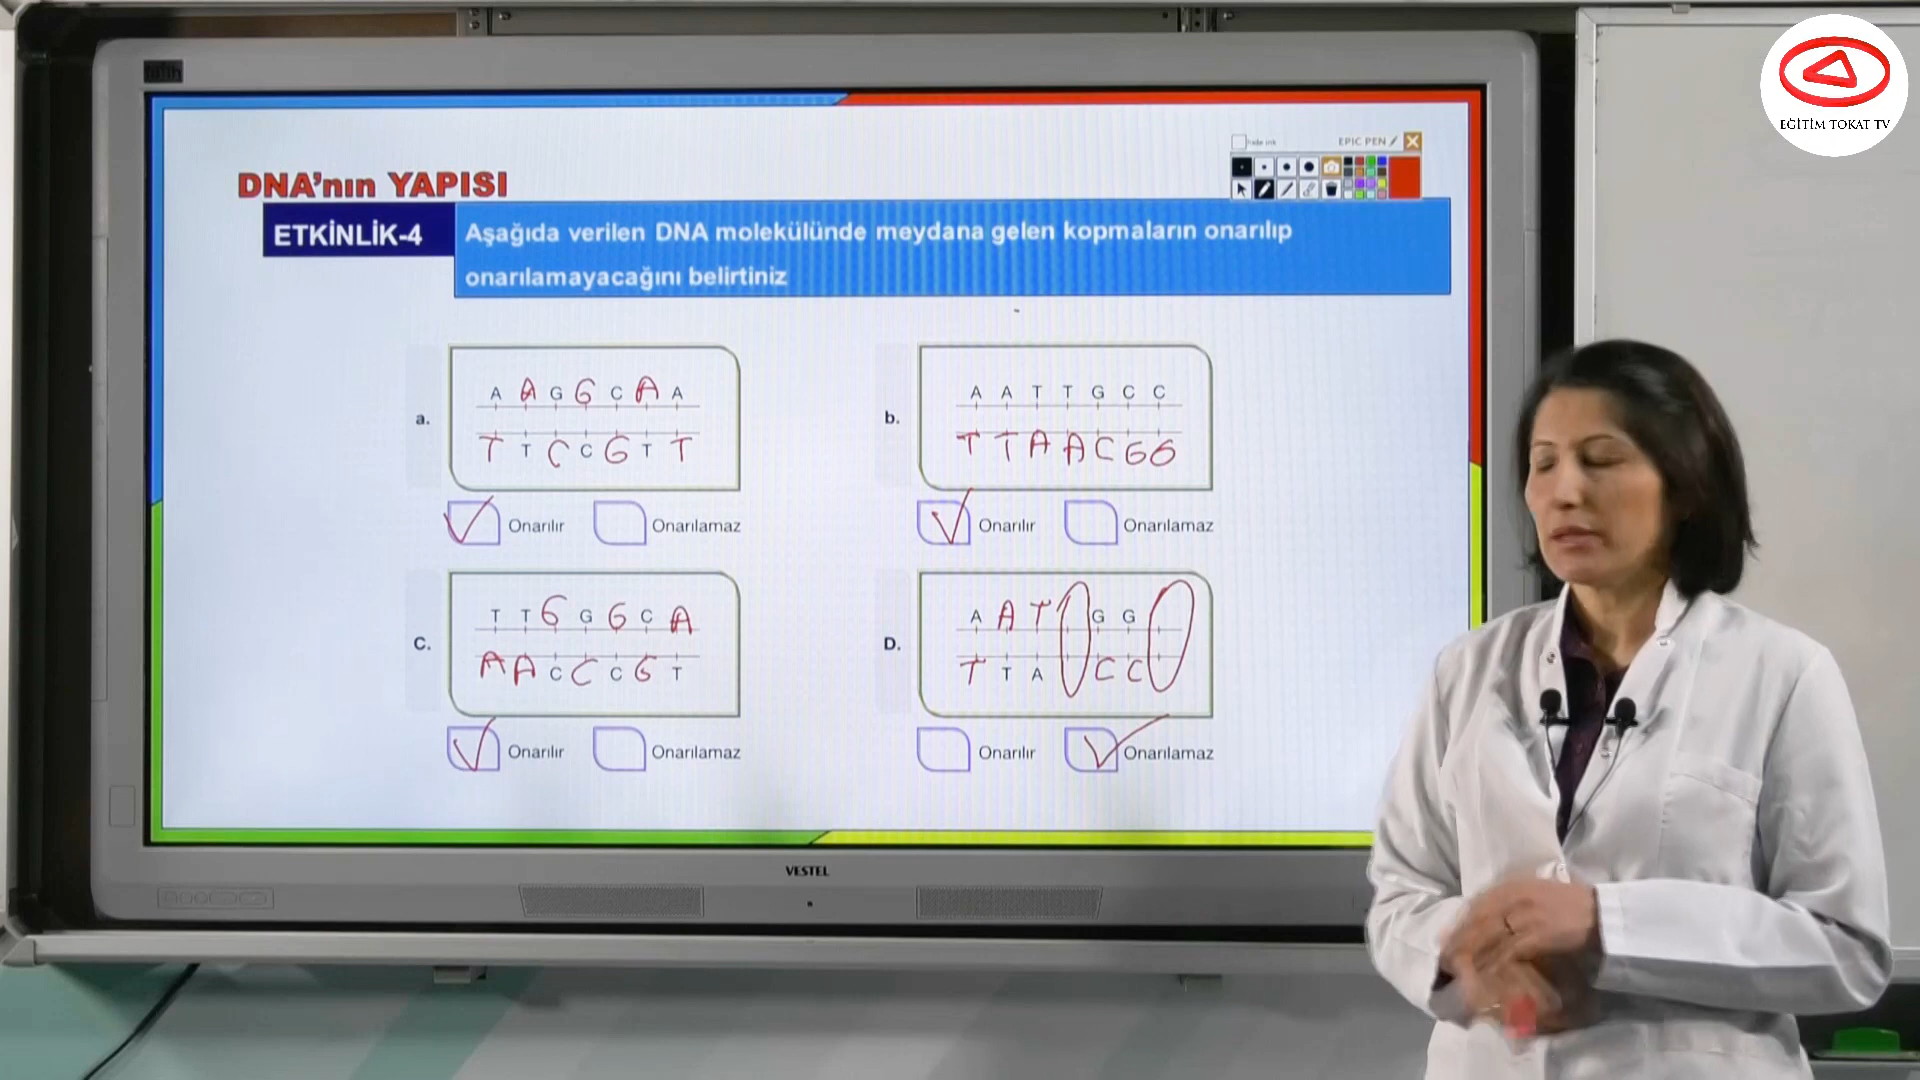 EĞİTİM TOKAT TV
EPIC PEN
DNA'nın YAPISI
ETKİNLİK-4
Aşağıda verilen DNA molekülünde meydana gelen kopmaların onarılıp
onarılamayacağını belirtiniz
a.
A A G G C A A
T T C C G T T
Onarılır Onarılamaz
b.
A A T T G C C
T T A A C G G
Onarılır Onarılamaz
C.
T T G G G C A
A A C C C G T
Onarılır Onarılamaz
D.
A A T G G
T T A C C
Onarılır Onarılamaz
VESTEL